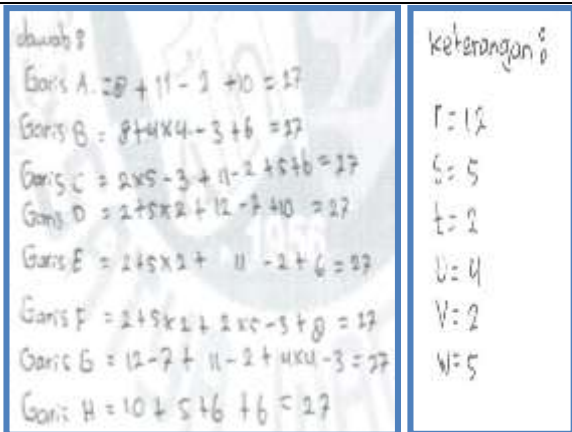 Jawab :
Garis A = 8 + 11 - 2 + 10 = 27
Garis B = 8 + 4 x 4 - 3 + 6 = 27
Garis C = 2 x 5 - 3 + 11 - 2 + 5 + 6 = 27
Garis D = 2 + 5 x 2 + 12 - 7 + 10 = 27
Garis E = 2 + 5 x 2 + 11 - 2 + 6 = 27
Garis F = 2 + 5 x 2 + 2 x 5 - 3 + 8 = 27
Garis G = 12 - 7 + 11 - 2 + 4 x 4 - 3 = 27
Garis H = 10 + 5 + 6 + 6 = 27
Keterangan :
r = 12
s = 5
t = 2
U = 4
V = 2
W = 5